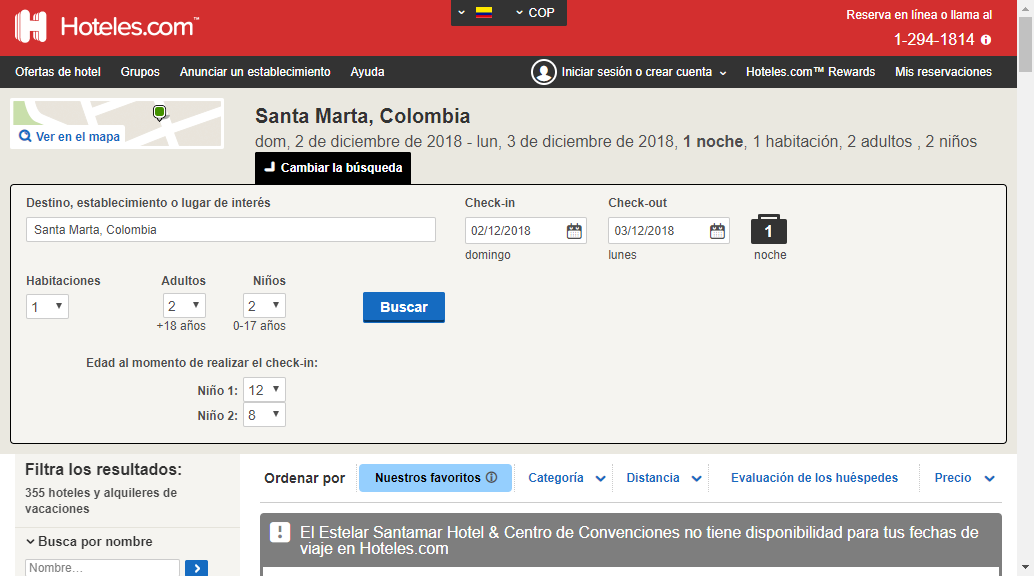 Hoteles.com™
COP
Reserva en línea o llama al
1-294-1814
Ofertas de hotel Grupos Anunciar un establecimiento Ayuda Iniciar sesión o crear cuenta Hoteles.com™ Rewards Mis reservaciones
Ver en el mapa
Santa Marta, Colombia
dom, 2 de diciembre de 2018 - lun, 3 de diciembre de 2018, 1 noche, 1 habitación, 2 adultos , 2 niños
Cambiar la búsqueda
Destino, establecimiento o lugar de interés Check-in Check-out
Santa Marta, Colombia 02/12/2018 03/12/2018 1
domingo lunes noche
Habitaciones Adultos Niños
1 2 2 Buscar
+18 años 0-17 años
Edad al momento de realizar el check-in:
Niño 1: 12
Niño 2: 8
Filtra los resultados:
355 hoteles y alquileres de
vacaciones
Busca por nombre
Nombre...
Ordenar por Nuestros favoritos Categoría Distancia Evaluación de los huéspedes Precio
El Estelar Santamar Hotel & Centro de Convenciones no tiene disponibilidad para tus fechas de
viaje en Hoteles.com